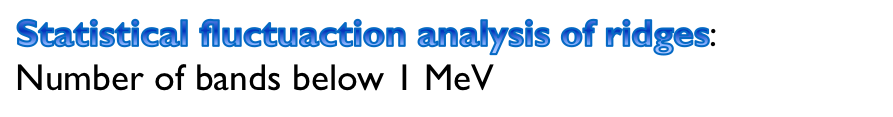 Statistical fluctuaction analysis of ridges:
Number of bands below 1 MeV